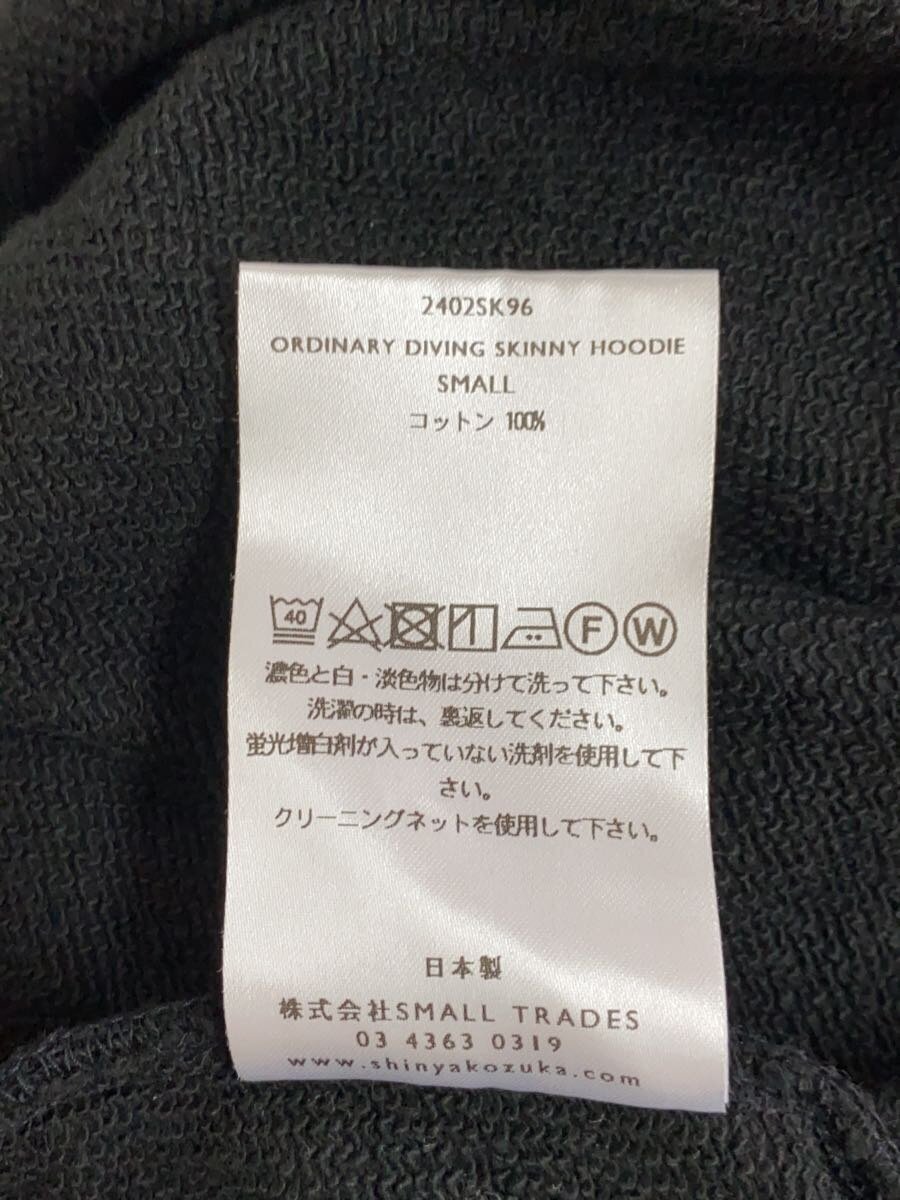 2402SK96
ORDINARY DIVING SKINNY HOODIE
SMALL
コットン 100%
40 F W
濃色と白・淡色物は分けて洗って下さい。
洗濯の時は、裏返してください。
蛍光増白剤が入っていない洗剤を使用して下
さい。
クリーニングネットを使用して下さい。
日本製
株式会社SMALL TRADES
03 4363 0319
www.shinyakozuka.com